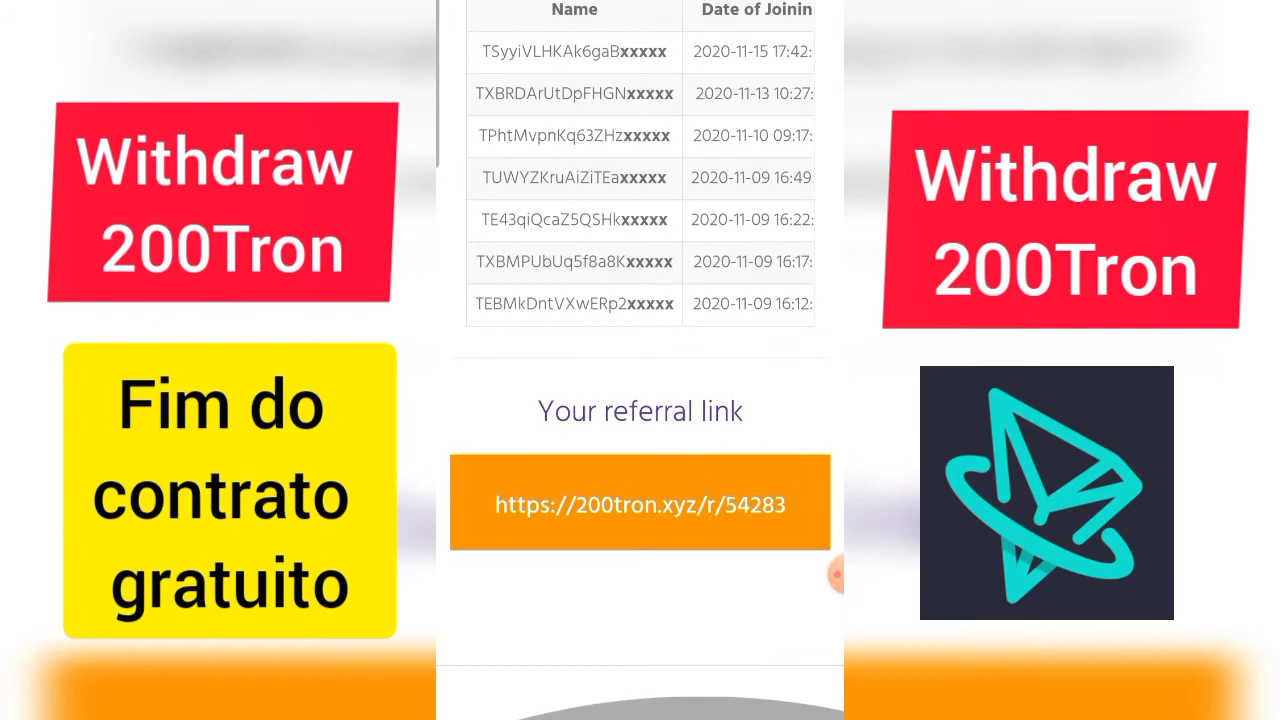 Withdraw
200Tron
Fim do
contrato
gratuito
Name Date of Joinin
TSyyiVLHKAk6gaBxxxxx 2020-11-15 17:42:
TXBRDArUtDpFHGNxxxxx 2020-11-13 10:27:
TPhtMvpnKq63ZHzxxxxx 2020-11-10 09:17:
TUWYZKruAiZiTEaxxxxx 2020-11-09 16:49:
TE43qiQcaZ5QSHkxxxxx 2020-11-09 16:22:
TXBMPUbUq5f8a8Kxxxxx 2020-11-09 16:17:
TEBMkDntVXwERp2xxxxx 2020-11-09 16:12:
Your referral link
https://200tron.xyz/r/54283
Withdraw
200Tron